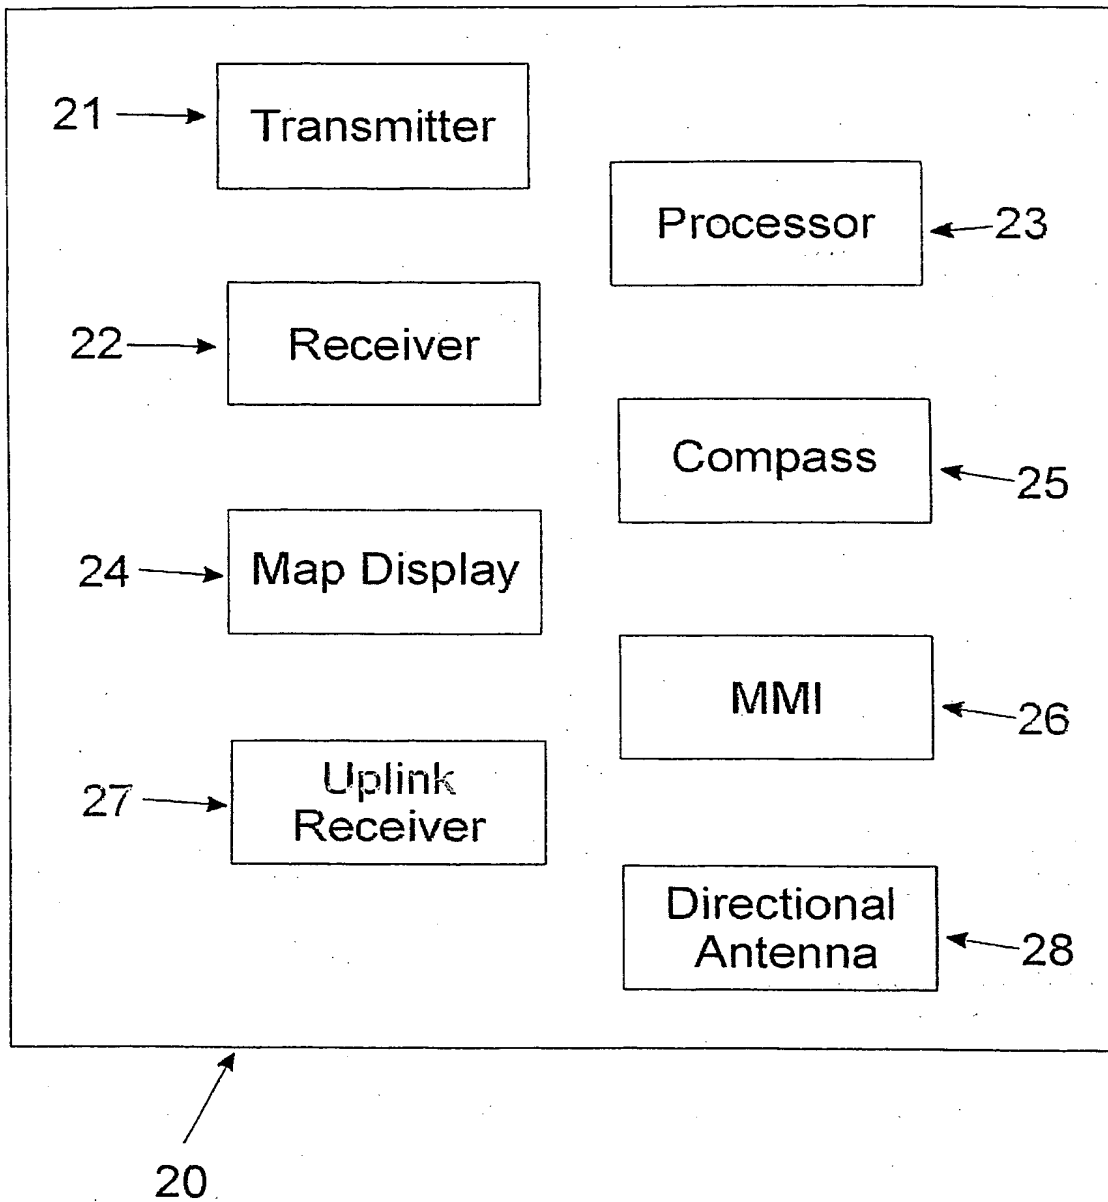 21
Transmitter
Processor
23
22
Receiver
Compass
25
24
Map Display
MMI
26
27
Uplink
Receiver
Directional
Antenna
28
20